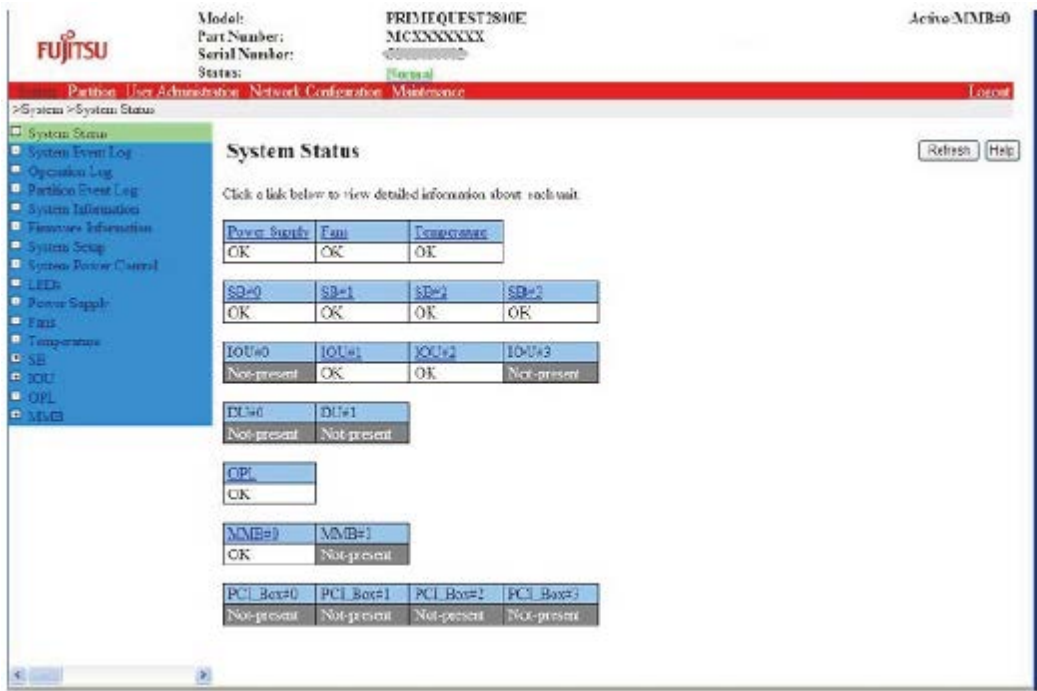 FUJITSU
Model: PRIMEQUEST2800E
Part Number: MCXXXXXXX
Serial Number:
Status: Normal
Active:MMB#0
Partition User Administration Network Configuration Maintenance Logout
>System >System Status
System Status
System Event Log
Operation Log
Partition Event Log
System Information
Firmware Information
System Setup
System Power Control
LEDs
Power Supply
Fans
Temperature
SB
IOU
OPL
MMB
System Status
Refresh Help
Click a link below to view detailed information about each unit.
Power Supply Fans Temperature
OK OK OK
SB#0 SB#1 SB#2 SB#3
OK OK OK OK
IOU#0 IOU#1 IOU#2 IOU#3
Not-present OK OK Not-present
DU#0 DU#1
Not-present Not-present
OPL
OK
MMB#0 MMB#1
OK Not-present
PCI_Box#0 PCI_Box#1 PCI_Box#2 PCI_Box#3
Not-present Not-present Not-present Not-present